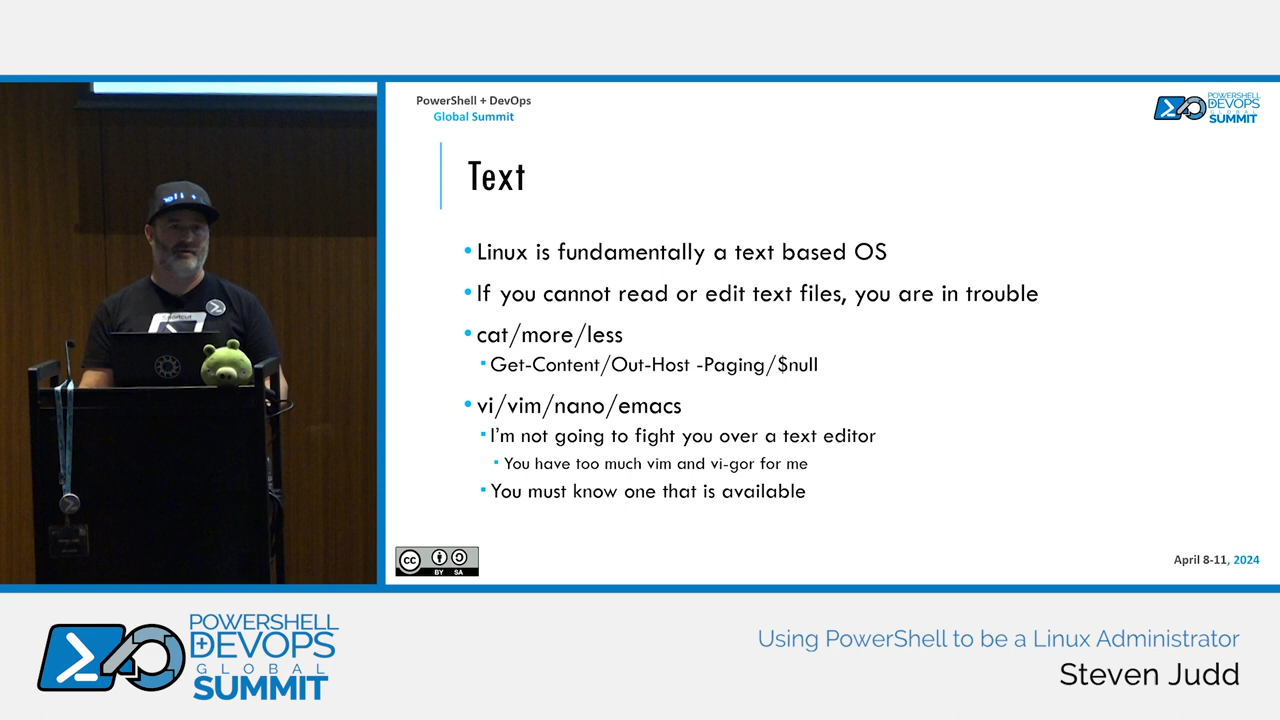 PowerShell + DevOps
Global Summit
POWERSHELL
DEVOPS
GLOBAL
SUMMIT
Text
• Linux is fundamentally a text based OS
• If you cannot read or edit text files, you are in trouble
• cat/more/less
▪ Get-Content/Out-Host -Paging/$null
• vi/vim/nano/emacs
▪ I'm not going to fight you over a text editor
▪ You have too much vim and vi-gor for me
▪ You must know one that is available
cc
BY SA
April 8-11, 2024
POWERSHELL
+DEVOPS
GLOBAL
SUMMIT
Using PowerShell to be a Linux Administrator
Steven Judd